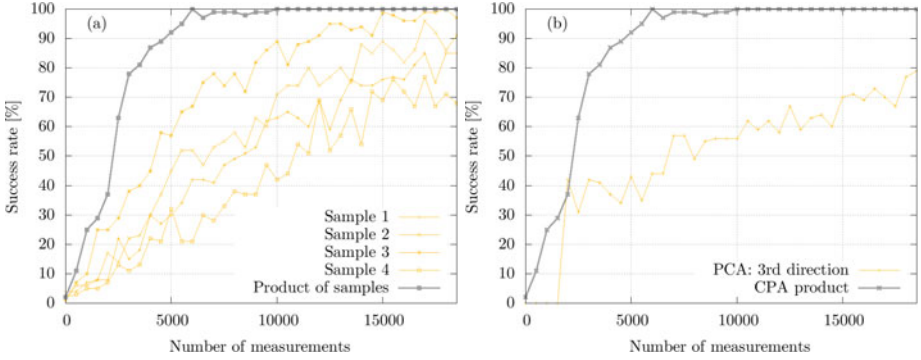 (a)
100
90
80
70
60
50
40
30
20
10
0
Success rate [%]
Sample 1
Sample 2
Sample 3
Sample 4
Product of samples
0 5000 10000 15000
Number of measurements
(b)
100
90
80
70
60
50
40
30
20
10
0
Success rate [%]
PCA: 3rd direction
CPA product
0 5000 10000 15000
Number of measurements